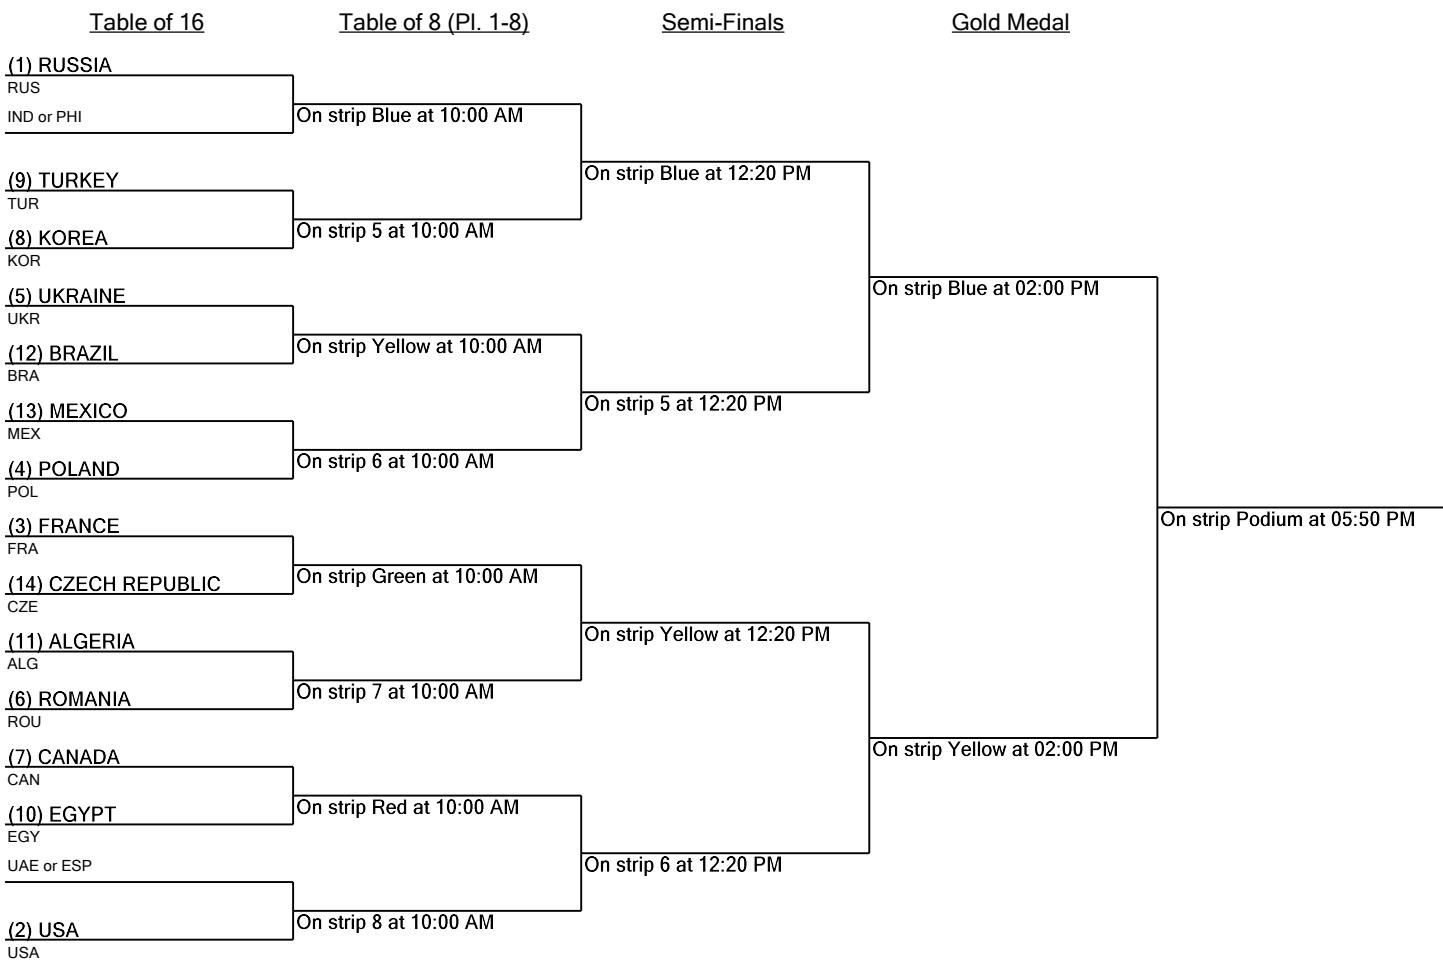 Table of 16 Table of 8 (Pl. 1-8) Semi-Finals Gold Medal
(1) RUSSIA
RUS
IND or PHI
On strip Blue at 10:00 AM
(9) TURKEY
TUR
(8) KOREA
KOR
On strip 5 at 10:00 AM
On strip Blue at 12:20 PM
(5) UKRAINE
UKR
(12) BRAZIL
BRA
On strip Yellow at 10:00 AM
(13) MEXICO
MEX
(4) POLAND
POL
On strip 6 at 10:00 AM
On strip 5 at 12:20 PM
On strip Blue at 02:00 PM
(3) FRANCE
FRA
(14) CZECH REPUBLIC
CZE
On strip Green at 10:00 AM
(11) ALGERIA
ALG
(6) ROMANIA
ROU
On strip 7 at 10:00 AM
On strip Yellow at 12:20 PM
(7) CANADA
CAN
(10) EGYPT
EGY
On strip Red at 10:00 AM
UAE or ESP
(2) USA
USA
On strip 8 at 10:00 AM
On strip 6 at 12:20 PM
On strip Yellow at 02:00 PM
On strip Podium at 05:50 PM